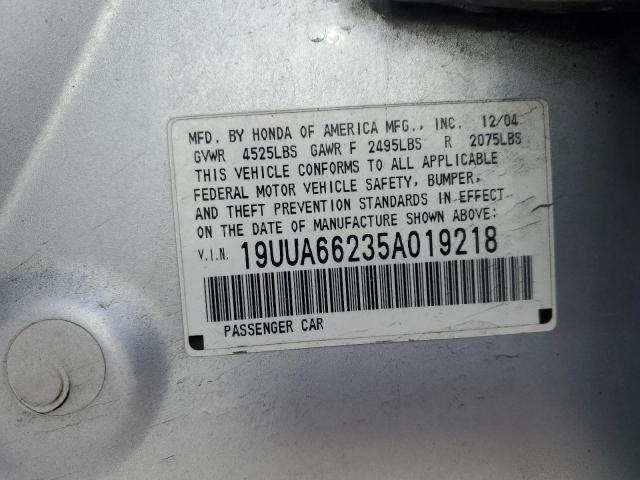 MFD. BY HONDA OF AMERICA MFG., INC. 12/04
GVWR 4525LBS GAWR F 2495LBS R 2075LBS
THIS VEHICLE CONFORMS TO ALL APPLICABLE
FEDERAL MOTOR VEHICLE SAFETY, BUMPER,
AND THEFT PREVENTION STANDARDS IN EFFECT
ON THE DATE OF MANUFACTURE SHOWN ABOVE:
V.I.N. 19UUA66235A019218
PASSENGER CAR